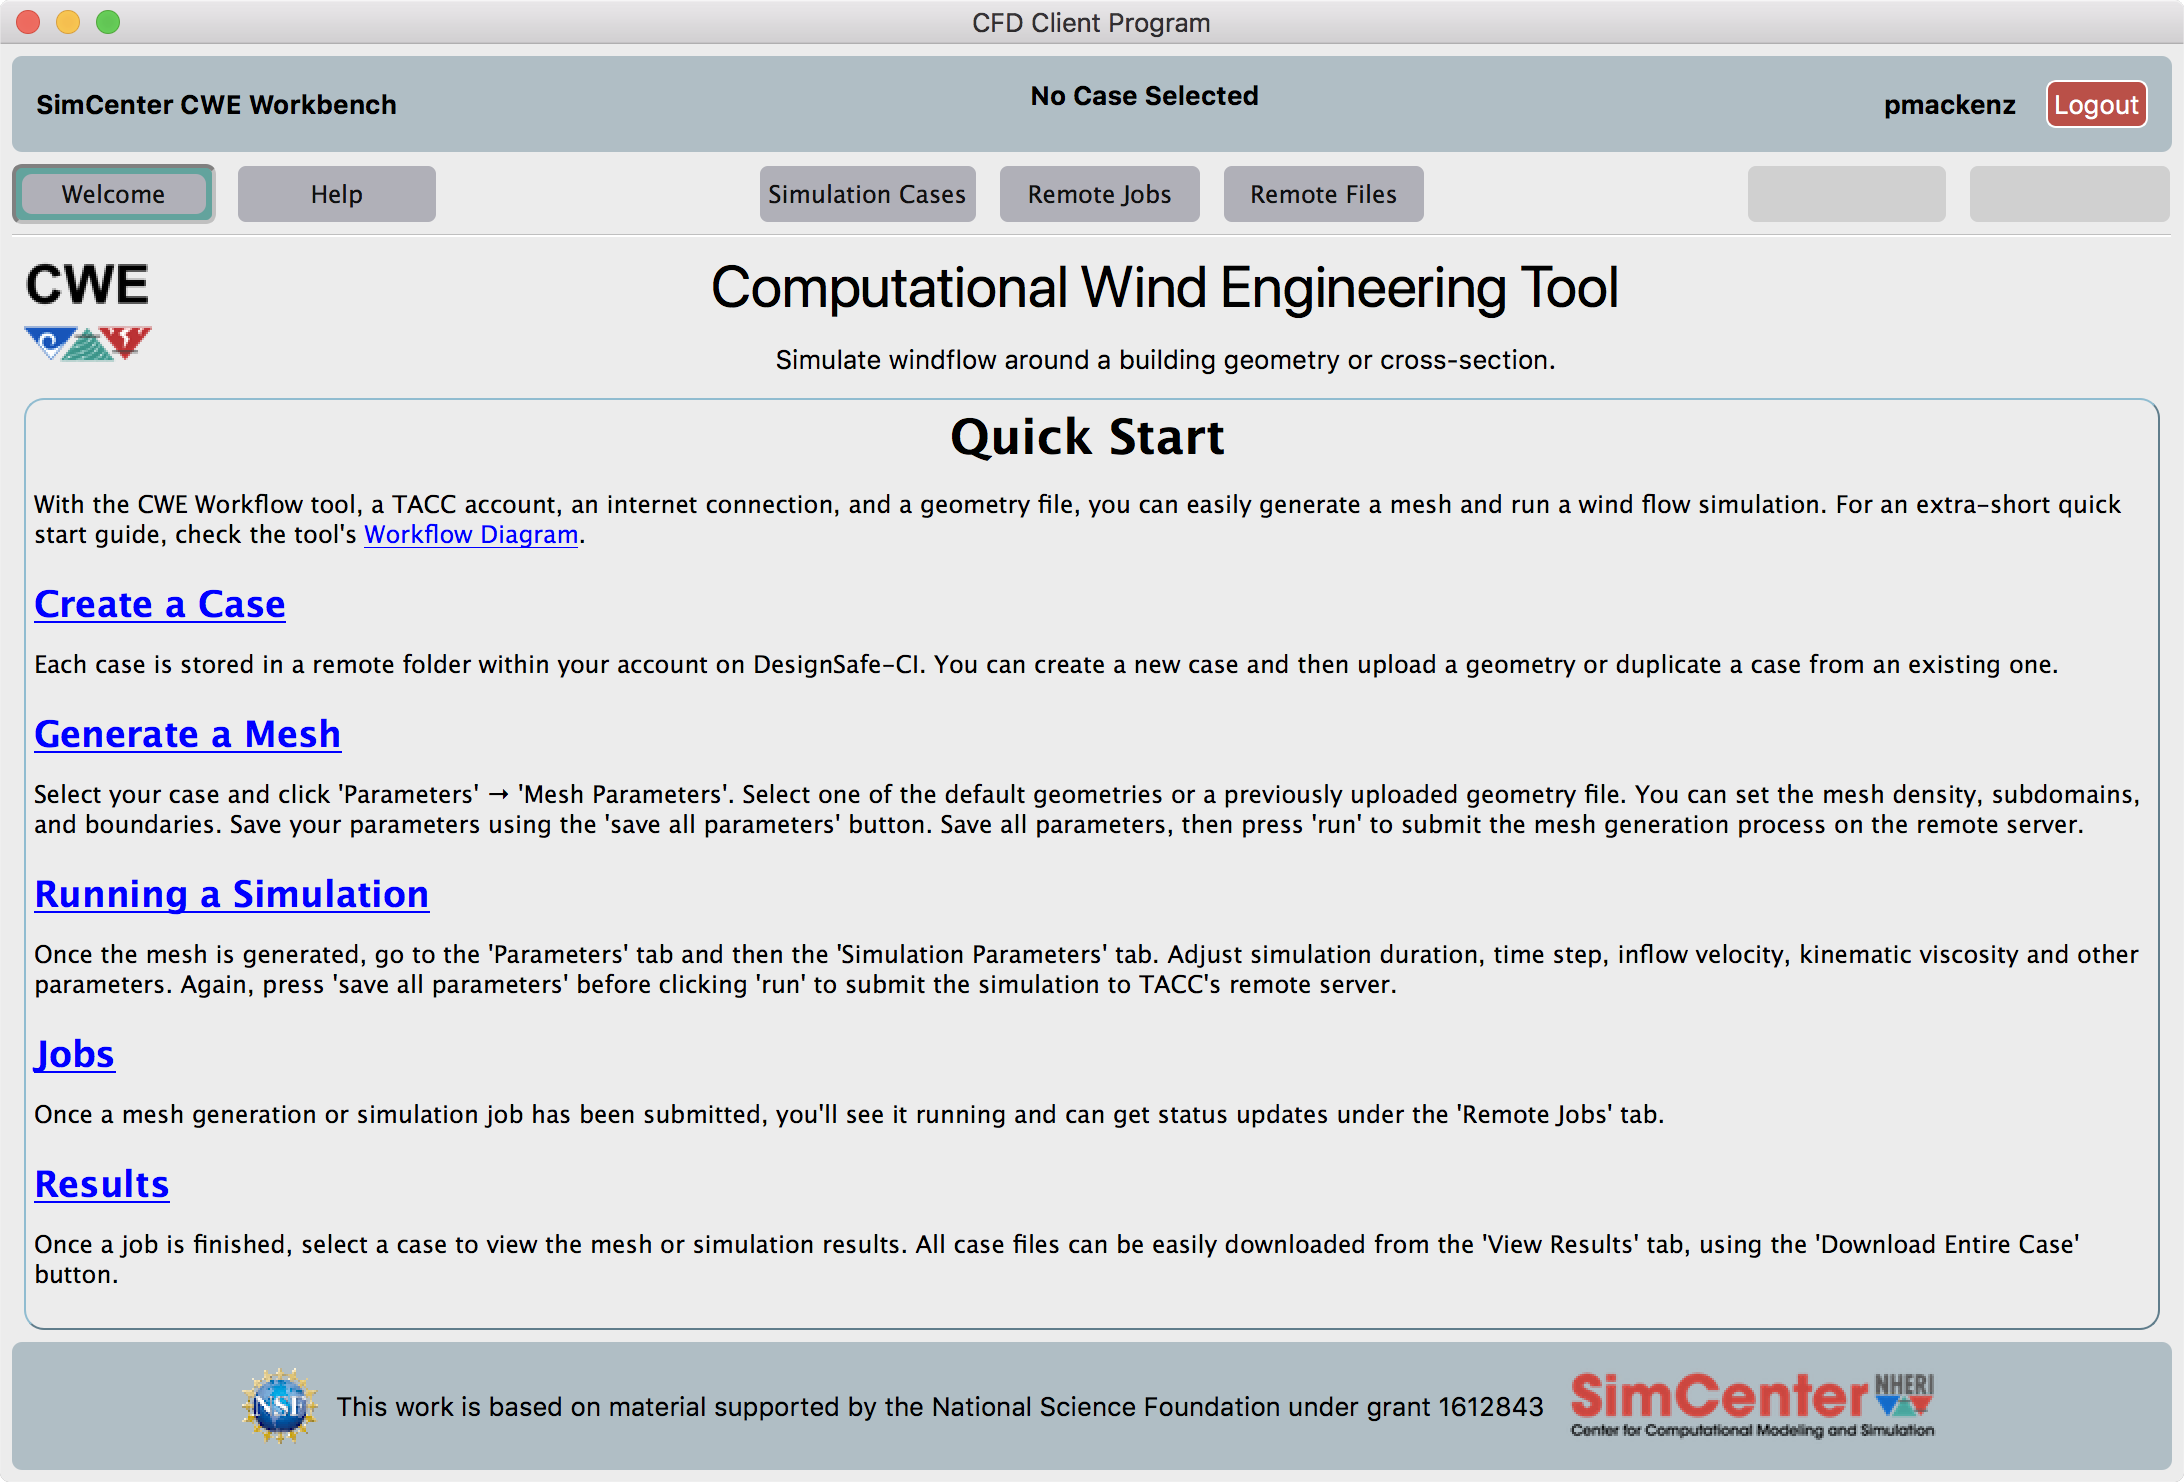 CFD Client Program
SimCenter CWE Workbench
No Case Selected
pmackenz
Logout
Welcome
Help
Simulation Cases
Remote Jobs
Remote Files
CWE
Computational Wind Engineering Tool
Simulate windflow around a building geometry or cross-section.
Quick Start
With the CWE Workflow tool, a TACC account, an internet connection, and a geometry file, you can easily generate a mesh and run a wind flow simulation. For an extra-short quick
start guide, check the tool's Workflow Diagram.
Create a Case
Each case is stored in a remote folder within your account on DesignSafe-CI. You can create a new case and then upload a geometry or duplicate a case from an existing one.
Generate a Mesh
Select your case and click 'Parameters' → 'Mesh Parameters'. Select one of the default geometries or a previously uploaded geometry file. You can set the mesh density, subdomains,
and boundaries. Save your parameters using the 'save all parameters' button. Save all parameters, then press 'run' to submit the mesh generation process on the remote server.
Running a Simulation
Once the mesh is generated, go to the 'Parameters' tab and then the 'Simulation Parameters' tab. Adjust simulation duration, time step, inflow velocity, kinematic viscosity and other
parameters. Again, press 'save all parameters' before clicking 'run' to submit the simulation to TACC's remote server.
Jobs
Once a mesh generation or simulation job has been submitted, you'll see it running and can get status updates under the 'Remote Jobs' tab.
Results
Once a job is finished, select a case to view the mesh or simulation results. All case files can be easily downloaded from the 'View Results' tab, using the 'Download Entire Case'
button.
NSF
This work is based on material supported by the National Science Foundation under grant 1612843
SimCenter NHERI
Center for Computational Modeling and Simulation